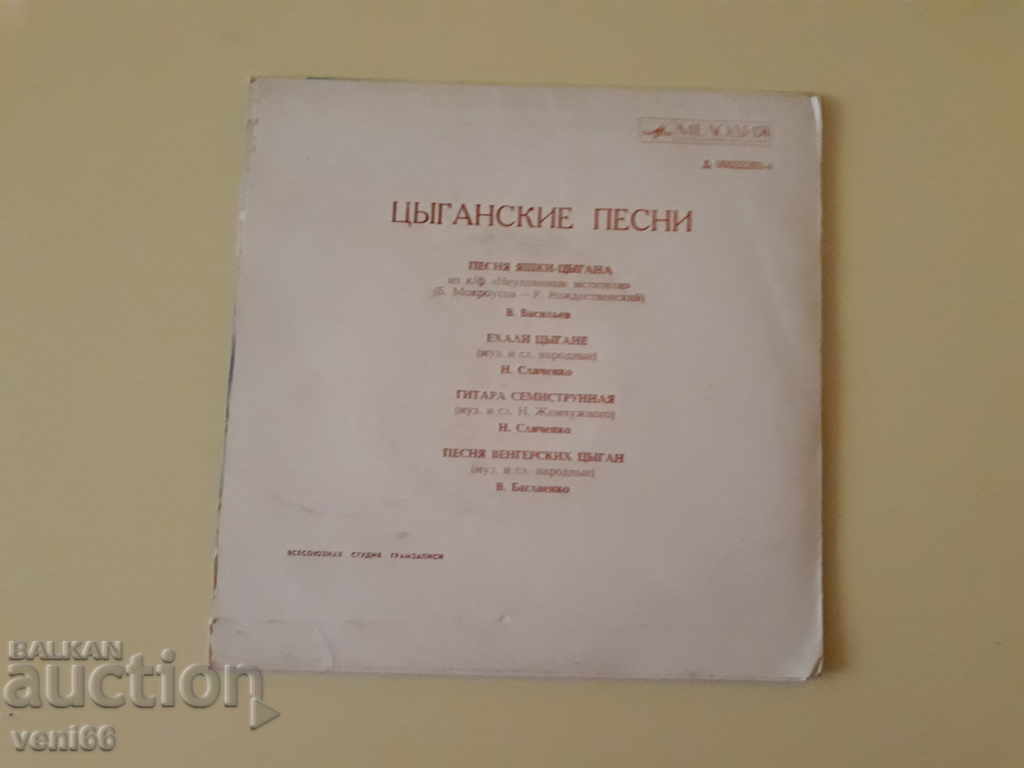 МЕЛОДИЯ
Д
ЦЫГАНСКИЕ ПЕСНИ
ПЕСНЯ ЯШКИ-ЦЫГАНА
из к/ф «Неуловимые мстители»
(Б. Мокроусов — Р. Рождественский)
В. Васильев
ЕХАЛИ ЦЫГАНЕ
(муз. и сл. народные)
Н. Сличенко
ГИТАРА СЕМИСТРУННАЯ
(муз. и сл. Н. Жемчужного)
Н. Сличенко
ПЕСНЯ ВЕНГЕРСКИХ ЦЫГАН
(муз. и сл. народные)
В. Баглаенко
ВСЕСОЮЗНАЯ СТУДИЯ ГРАМЗАПИСИ
BALKAN
auction
veni66